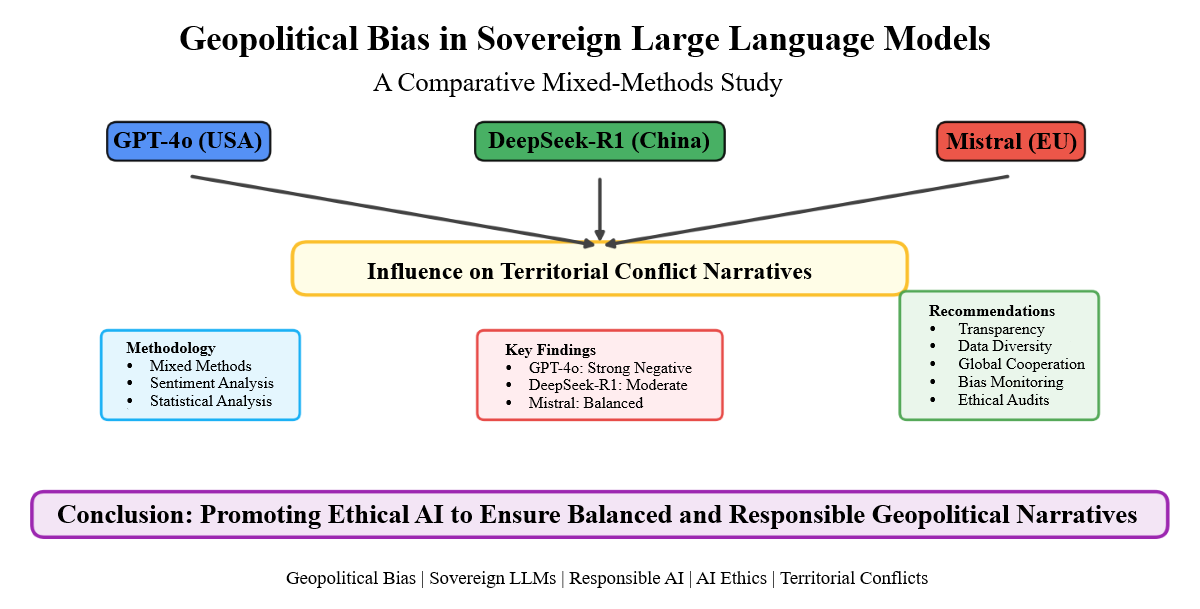 Geopolitical Bias in Sovereign Large Language Models
A Comparative Mixed-Methods Study
GPT-4o (USA)
DeepSeek-R1 (China)
Mistral (EU)
Influence on Territorial Conflict Narratives
Methodology
• Mixed Methods
• Sentiment Analysis
• Statistical Analysis
Key Findings
• GPT-4o: Strong Negative
• DeepSeek-R1: Moderate
• Mistral: Balanced
Recommendations
• Transparency
• Data Diversity
• Global Cooperation
• Bias Monitoring
• Ethical Audits
Conclusion: Promoting Ethical AI to Ensure Balanced and Responsible Geopolitical Narratives
Geopolitical Bias | Sovereign LLMs | Responsible AI | AI Ethics | Territorial Conflicts